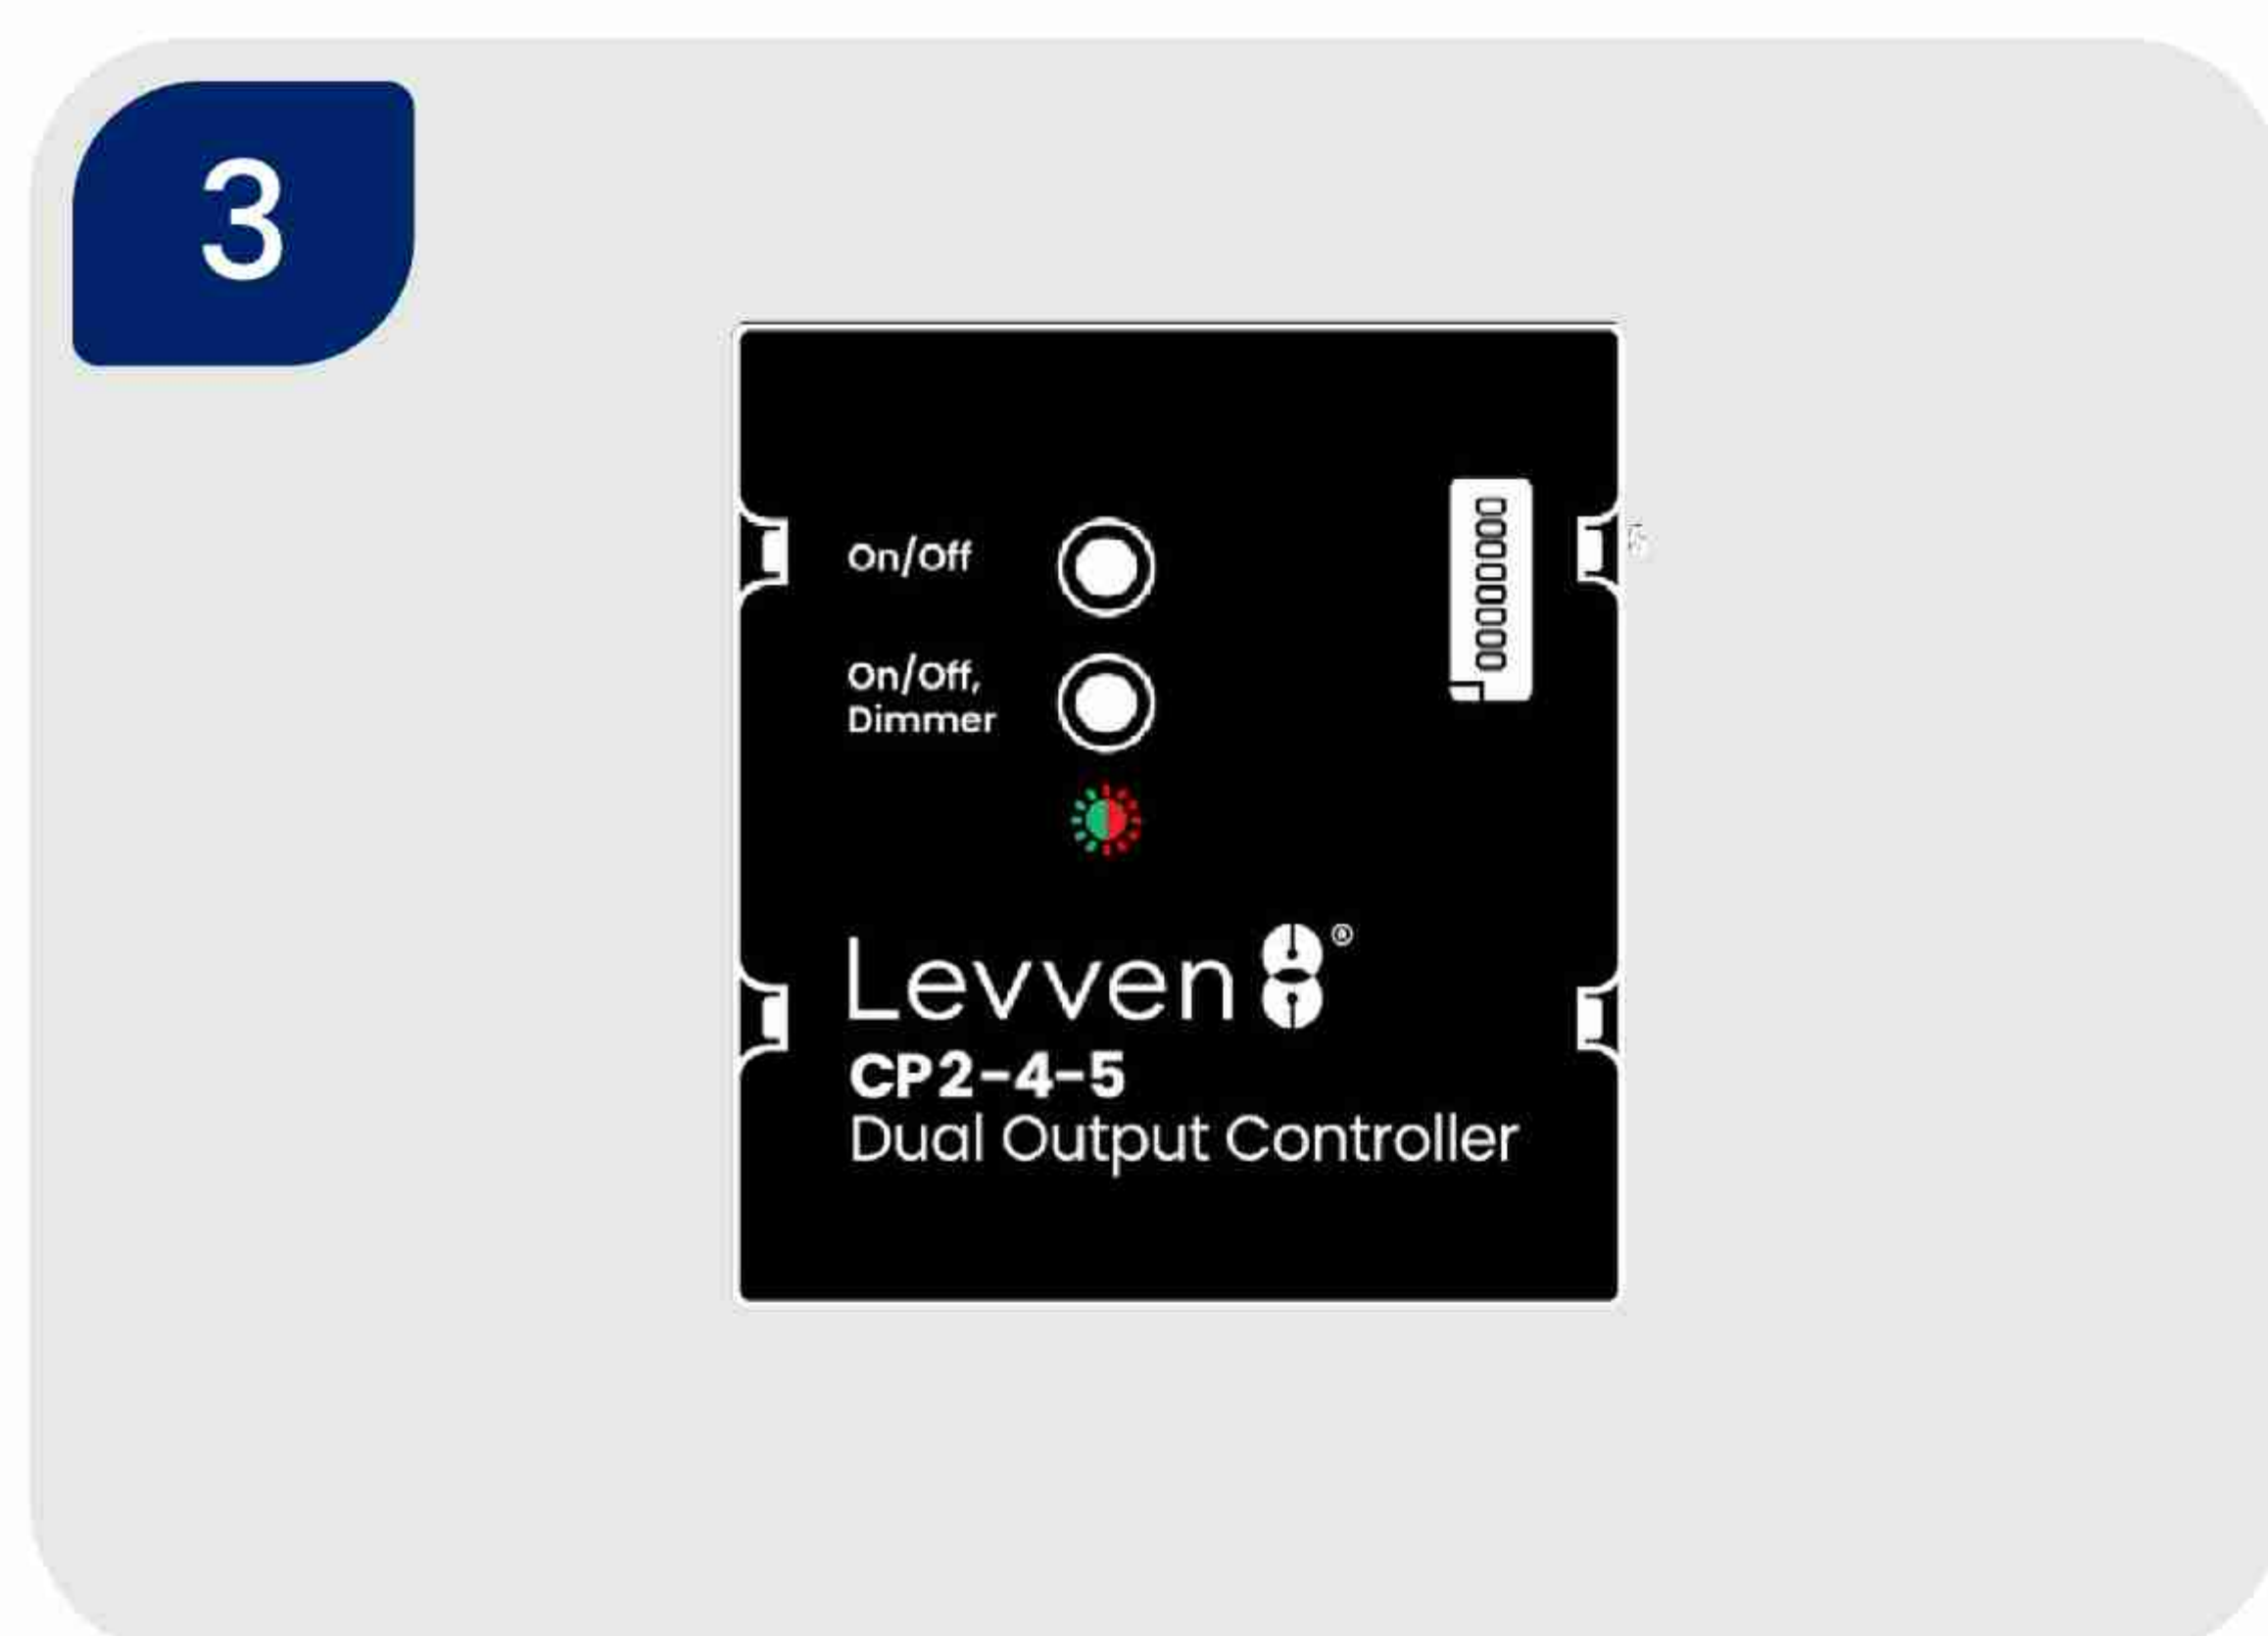 3
On/Off
On/Off,
Dimmer
Levven®
CP2-4-5
Dual Output Controller